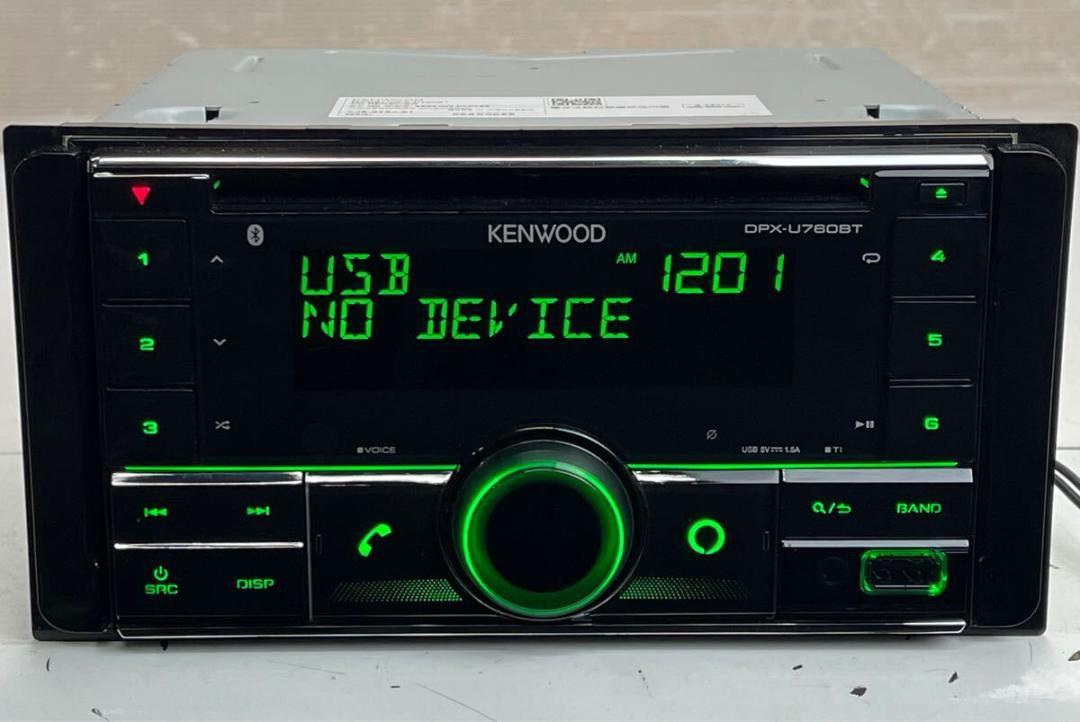 KENWOOD
DPX-U760BT
USB AM 1201
NO DEVICE
1
2
3
4
5
6
■VOICE
USB 5V⎓1.5A
■TI
BAND
SRC
DISP